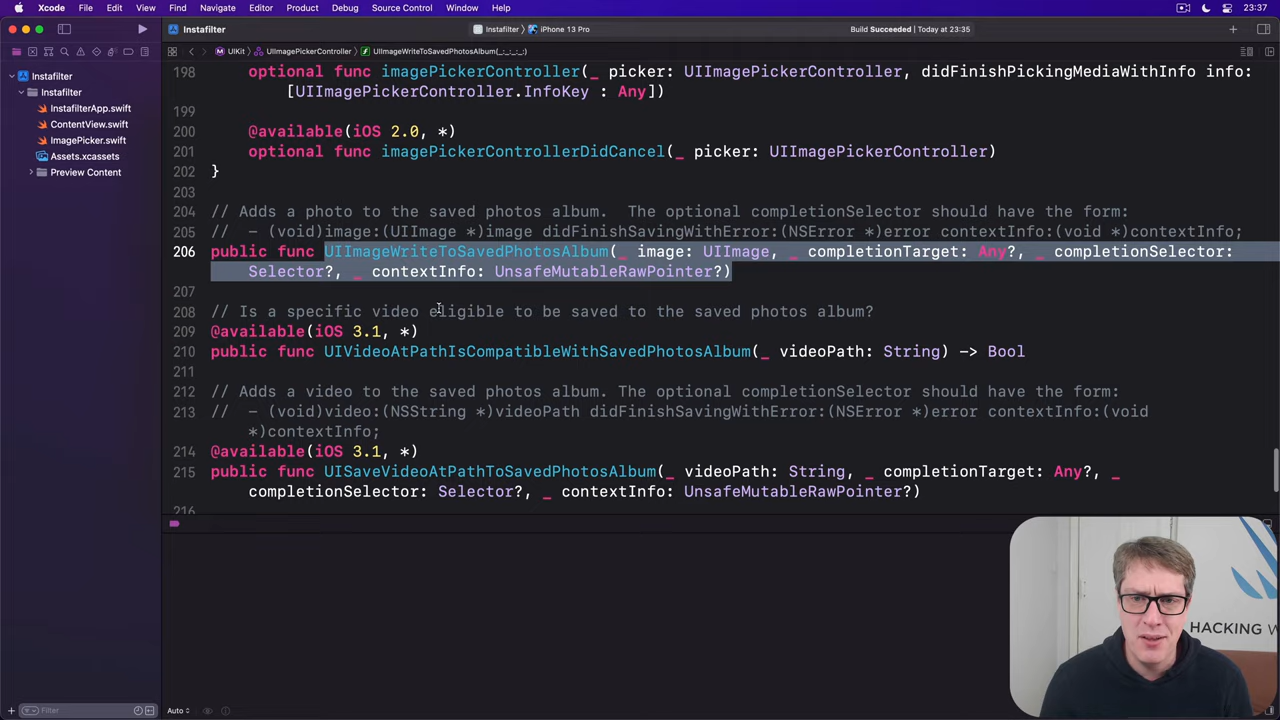 Xcode File Edit View Find Navigate Editor Product Debug Source Control Window Help 23:37
Instafilter Instafilter iPhone 13 Pro Build Succeeded | Today at 23:35
UIKit UIImagePickerController UIImageWriteToSavedPhotosAlbum(_:_:_:_:)
Instafilter
Instafilter
InstafilterApp.swift
ContentView.swift
ImagePicker.swift
Assets.xcassets
Preview Content
198 optional func imagePickerController(_ picker: UIImagePickerController, didFinishPickingMediaWithInfo info:
[UIImagePickerController.InfoKey : Any])
199
200 @available(iOS 2.0, *)
201 optional func imagePickerControllerDidCancel(_ picker: UIImagePickerController)
202 }
203
204 // Adds a photo to the saved photos album.  The optional completionSelector should have the form:
205 //  - (void)image:(UIImage *)image didFinishSavingWithError:(NSError *)error contextInfo:(void *)contextInfo;
206 public func UIImageWriteToSavedPhotosAlbum(_ image: UIImage, _ completionTarget: Any?, _ completionSelector:
Selector?, _ contextInfo: UnsafeMutableRawPointer?)
207
208 // Is a specific video eligible to be saved to the saved photos album?
209 @available(iOS 3.1, *)
210 public func UIVideoAtPathIsCompatibleWithSavedPhotosAlbum(_ videoPath: String) -> Bool
211
212 // Adds a video to the saved photos album. The optional completionSelector should have the form:
213 //  - (void)video:(NSString *)videoPath didFinishSavingWithError:(NSError *)error contextInfo:(void
*)contextInfo;
214 @available(iOS 3.1, *)
215 public func UISaveVideoAtPathToSavedPhotosAlbum(_ videoPath: String, _ completionTarget: Any?, _
completionSelector: Selector?, _ contextInfo: UnsafeMutableRawPointer?)
216
HACKING W
Filter Auto